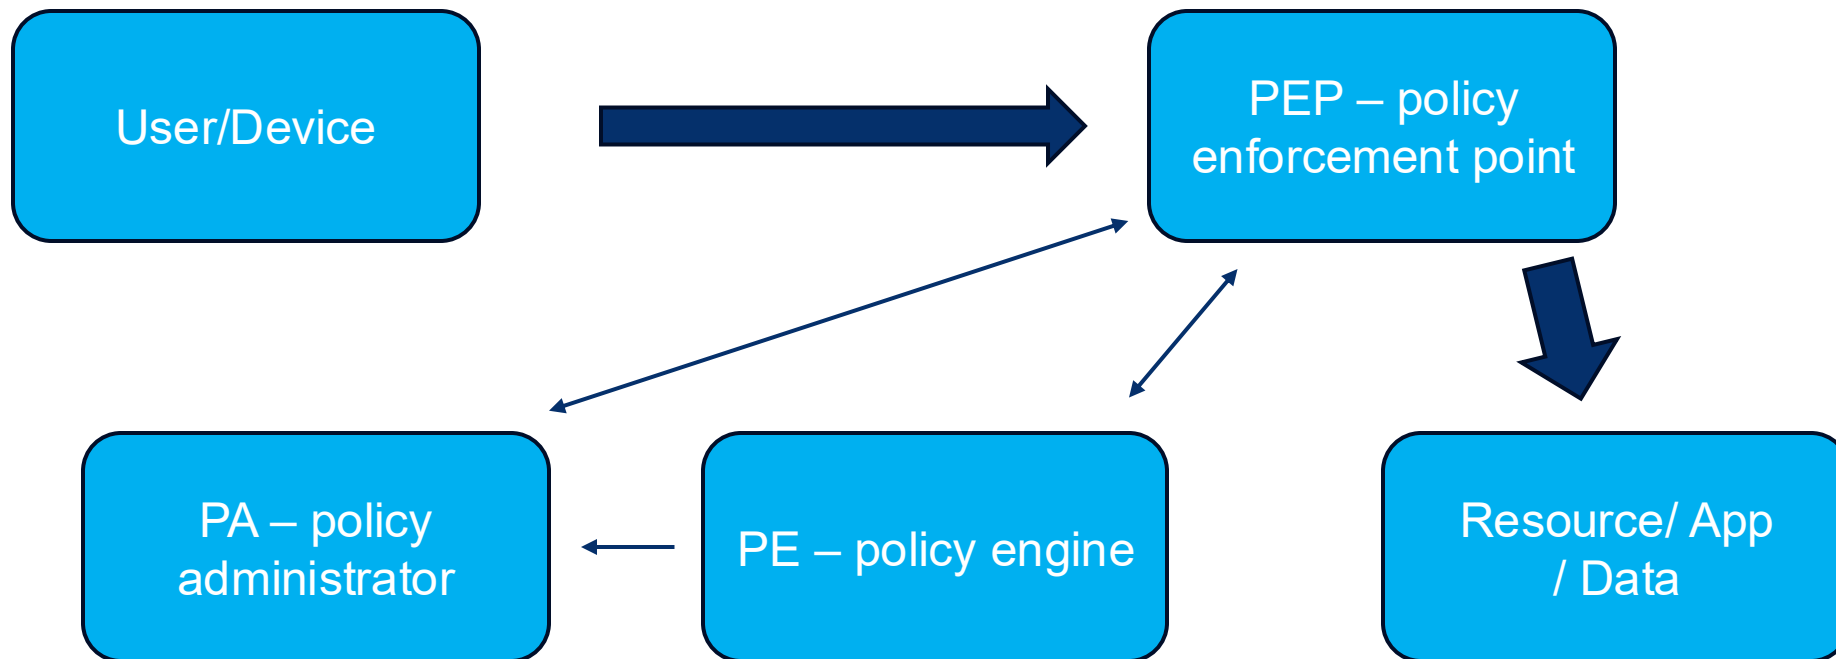 User/Device
PEP – policy
enforcement point
PA – policy
administrator
PE – policy engine
Resource/ App
/ Data